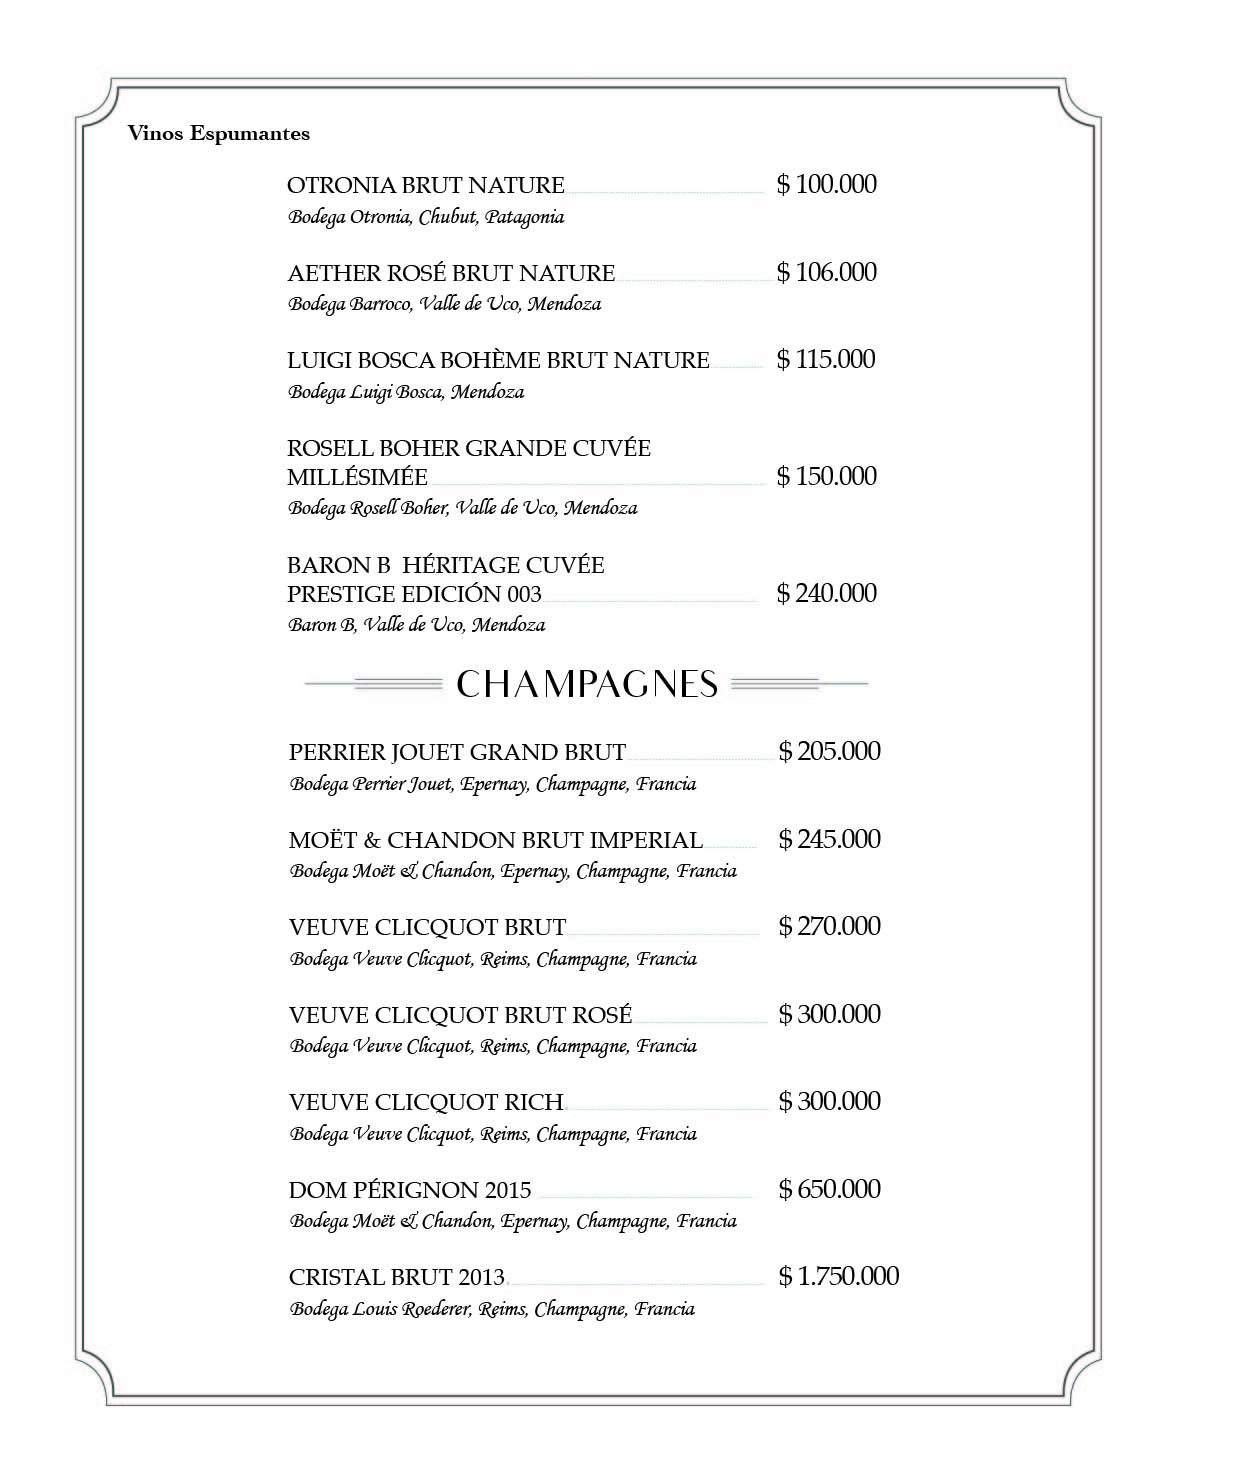 Vinos Espumantes
OTRONIA BRUT NATURE $ 100.000
Bodega Otronia, Chubut, Patagonia
AETHER ROSÉ BRUT NATURE $ 106.000
Bodega Barroco, Valle de Uco, Mendoza
LUIGI BOSCA BOHÈME BRUT NATURE $ 115.000
Bodega Luigi Bosca, Mendoza
ROSELL BOHER GRANDE CUVÉE
MILLÉSIMÉE $ 150.000
Bodega Rosell Boher, Valle de Uco, Mendoza
BARON B HÉRITAGE CUVÉE
PRESTIGE EDICIÓN 003 $ 240.000
Baron B, Valle de Uco, Mendoza
CHAMPAGNES
PERRIER JOUET GRAND BRUT $ 205.000
Bodega Perrier Jouet, Epernay, Champagne, Francia
MOËT & CHANDON BRUT IMPERIAL $ 245.000
Bodega Moët & Chandon, Epernay, Champagne, Francia
VEUVE CLICQUOT BRUT $ 270.000
Bodega Veuve Clicquot, Reims, Champagne, Francia
VEUVE CLICQUOT BRUT ROSÉ $ 300.000
Bodega Veuve Clicquot, Reims, Champagne, Francia
VEUVE CLICQUOT RICH $ 300.000
Bodega Veuve Clicquot, Reims, Champagne, Francia
DOM PÉRIGNON 2015 $ 650.000
Bodega Moët & Chandon, Epernay, Champagne, Francia
CRISTAL BRUT 2013 $ 1.750.000
Bodega Louis Roederer, Reims, Champagne, Francia